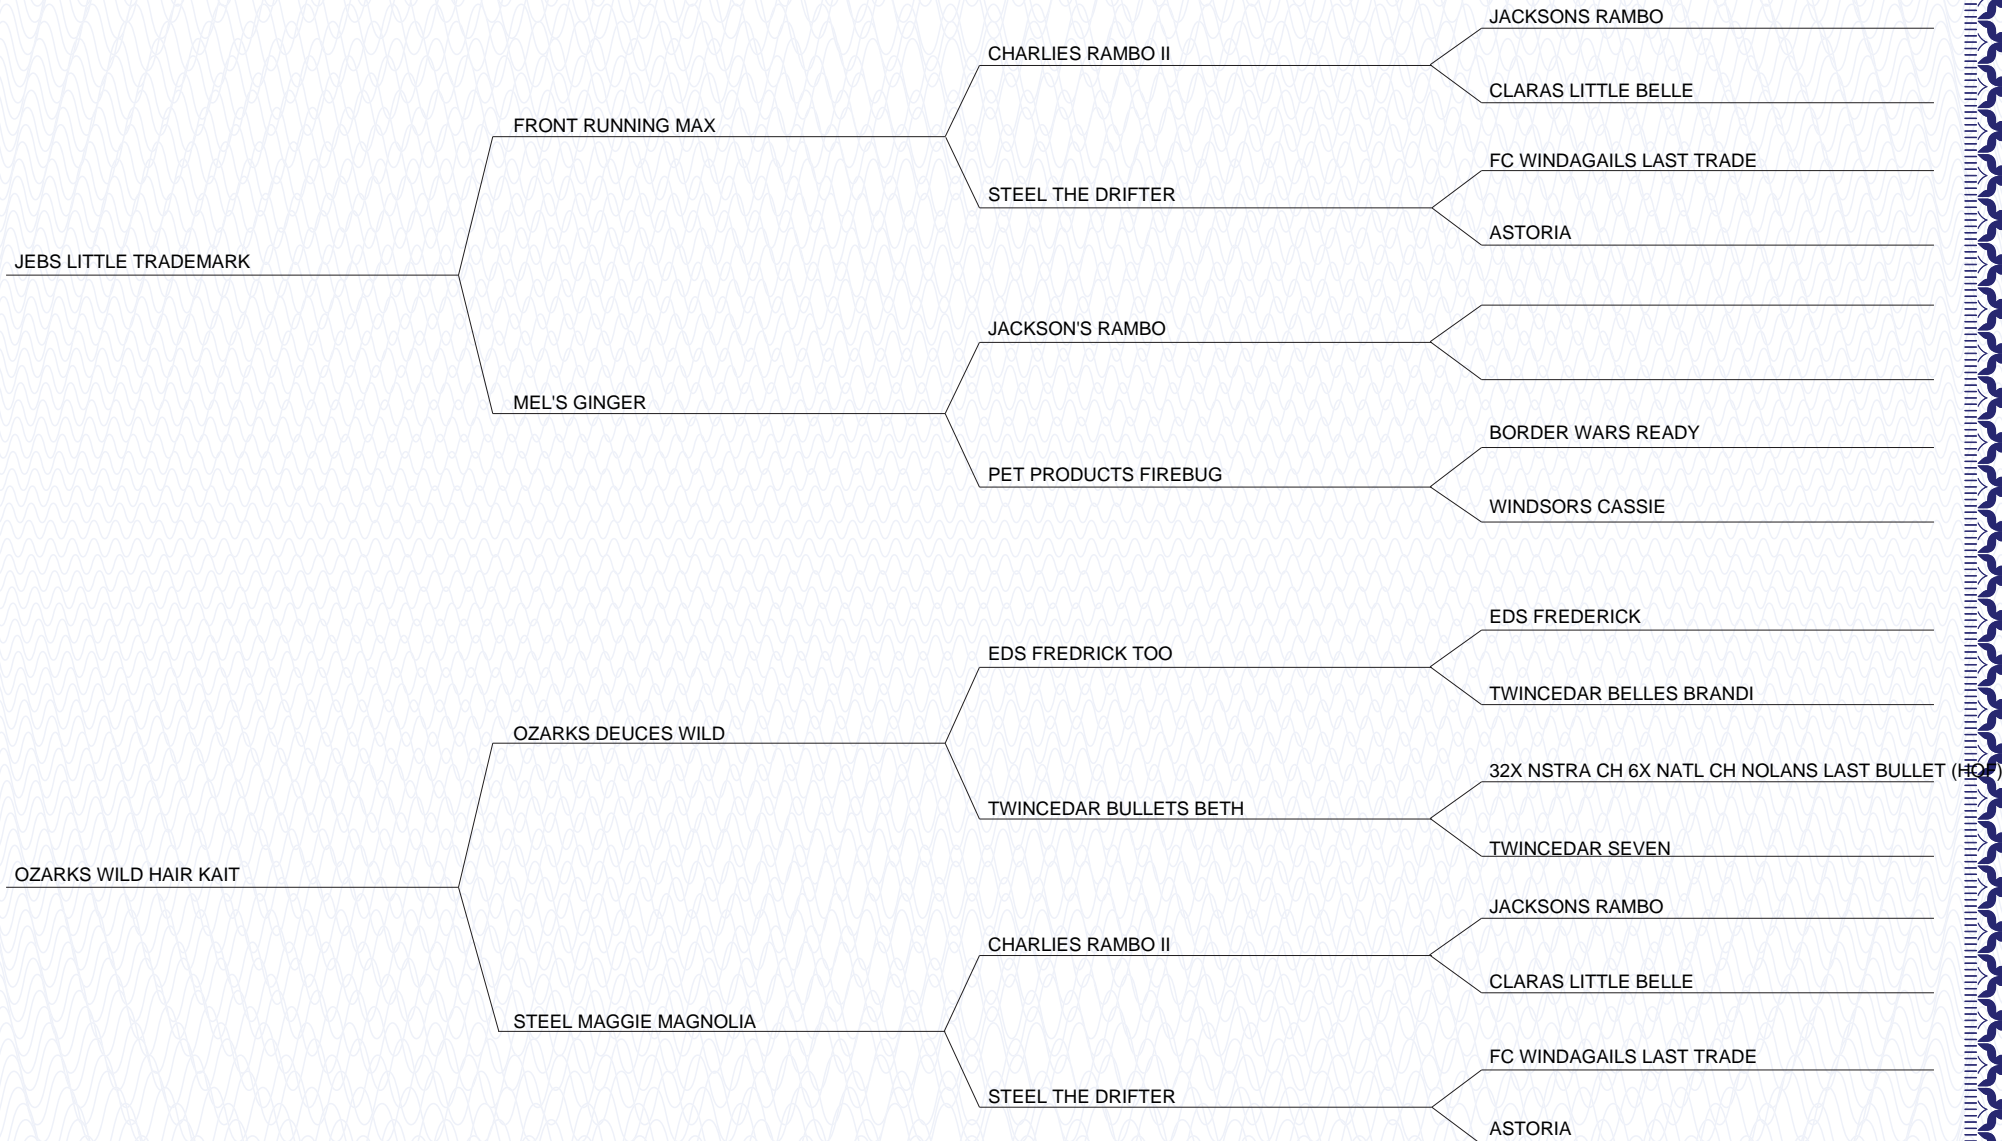 JACKSONS RAMBO
CHARLIES RAMBO II
CLARAS LITTLE BELLE
FRONT RUNNING MAX
FC WINDAGAILS LAST TRADE
STEEL THE DRIFTER
ASTORIA
JEBS LITTLE TRADEMARK
JACKSON'S RAMBO
MEL'S GINGER
BORDER WARS READY
PET PRODUCTS FIREBUG
WINDSORS CASSIE
EDS FREDERICK
EDS FREDRICK TOO
TWINCEDAR BELLES BRANDI
OZARKS DEUCES WILD
32X NSTRA CH 6X NATL CH NOLANS LAST BULLET (HOF)
TWINCEDAR BULLETS BETH
TWINCEDAR SEVEN
OZARKS WILD HAIR KAIT
JACKSONS RAMBO
CHARLIES RAMBO II
CLARAS LITTLE BELLE
STEEL MAGGIE MAGNOLIA
FC WINDAGAILS LAST TRADE
STEEL THE DRIFTER
ASTORIA